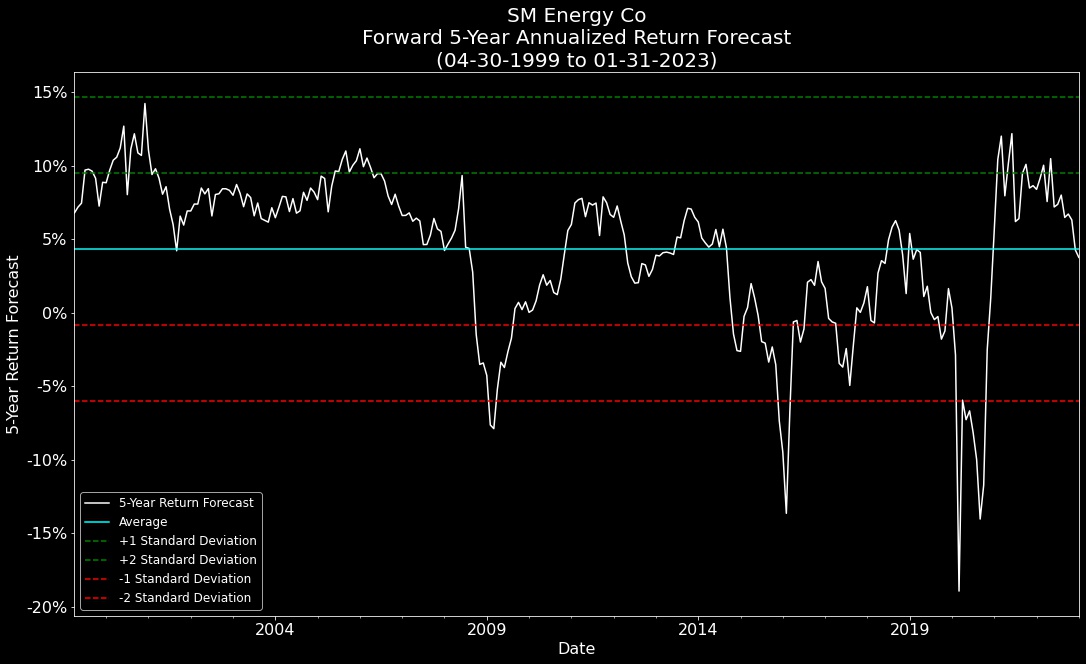 SM Energy Co
Forward 5-Year Annualized Return Forecast
(04-30-1999 to 01-31-2023)
5-Year Return Forecast
15%
10%
5%
0%
-5%
-10%
-15%
-20%
5-Year Return Forecast
Average
+1 Standard Deviation
+2 Standard Deviation
-1 Standard Deviation
-2 Standard Deviation
2004 2009 2014 2019
Date